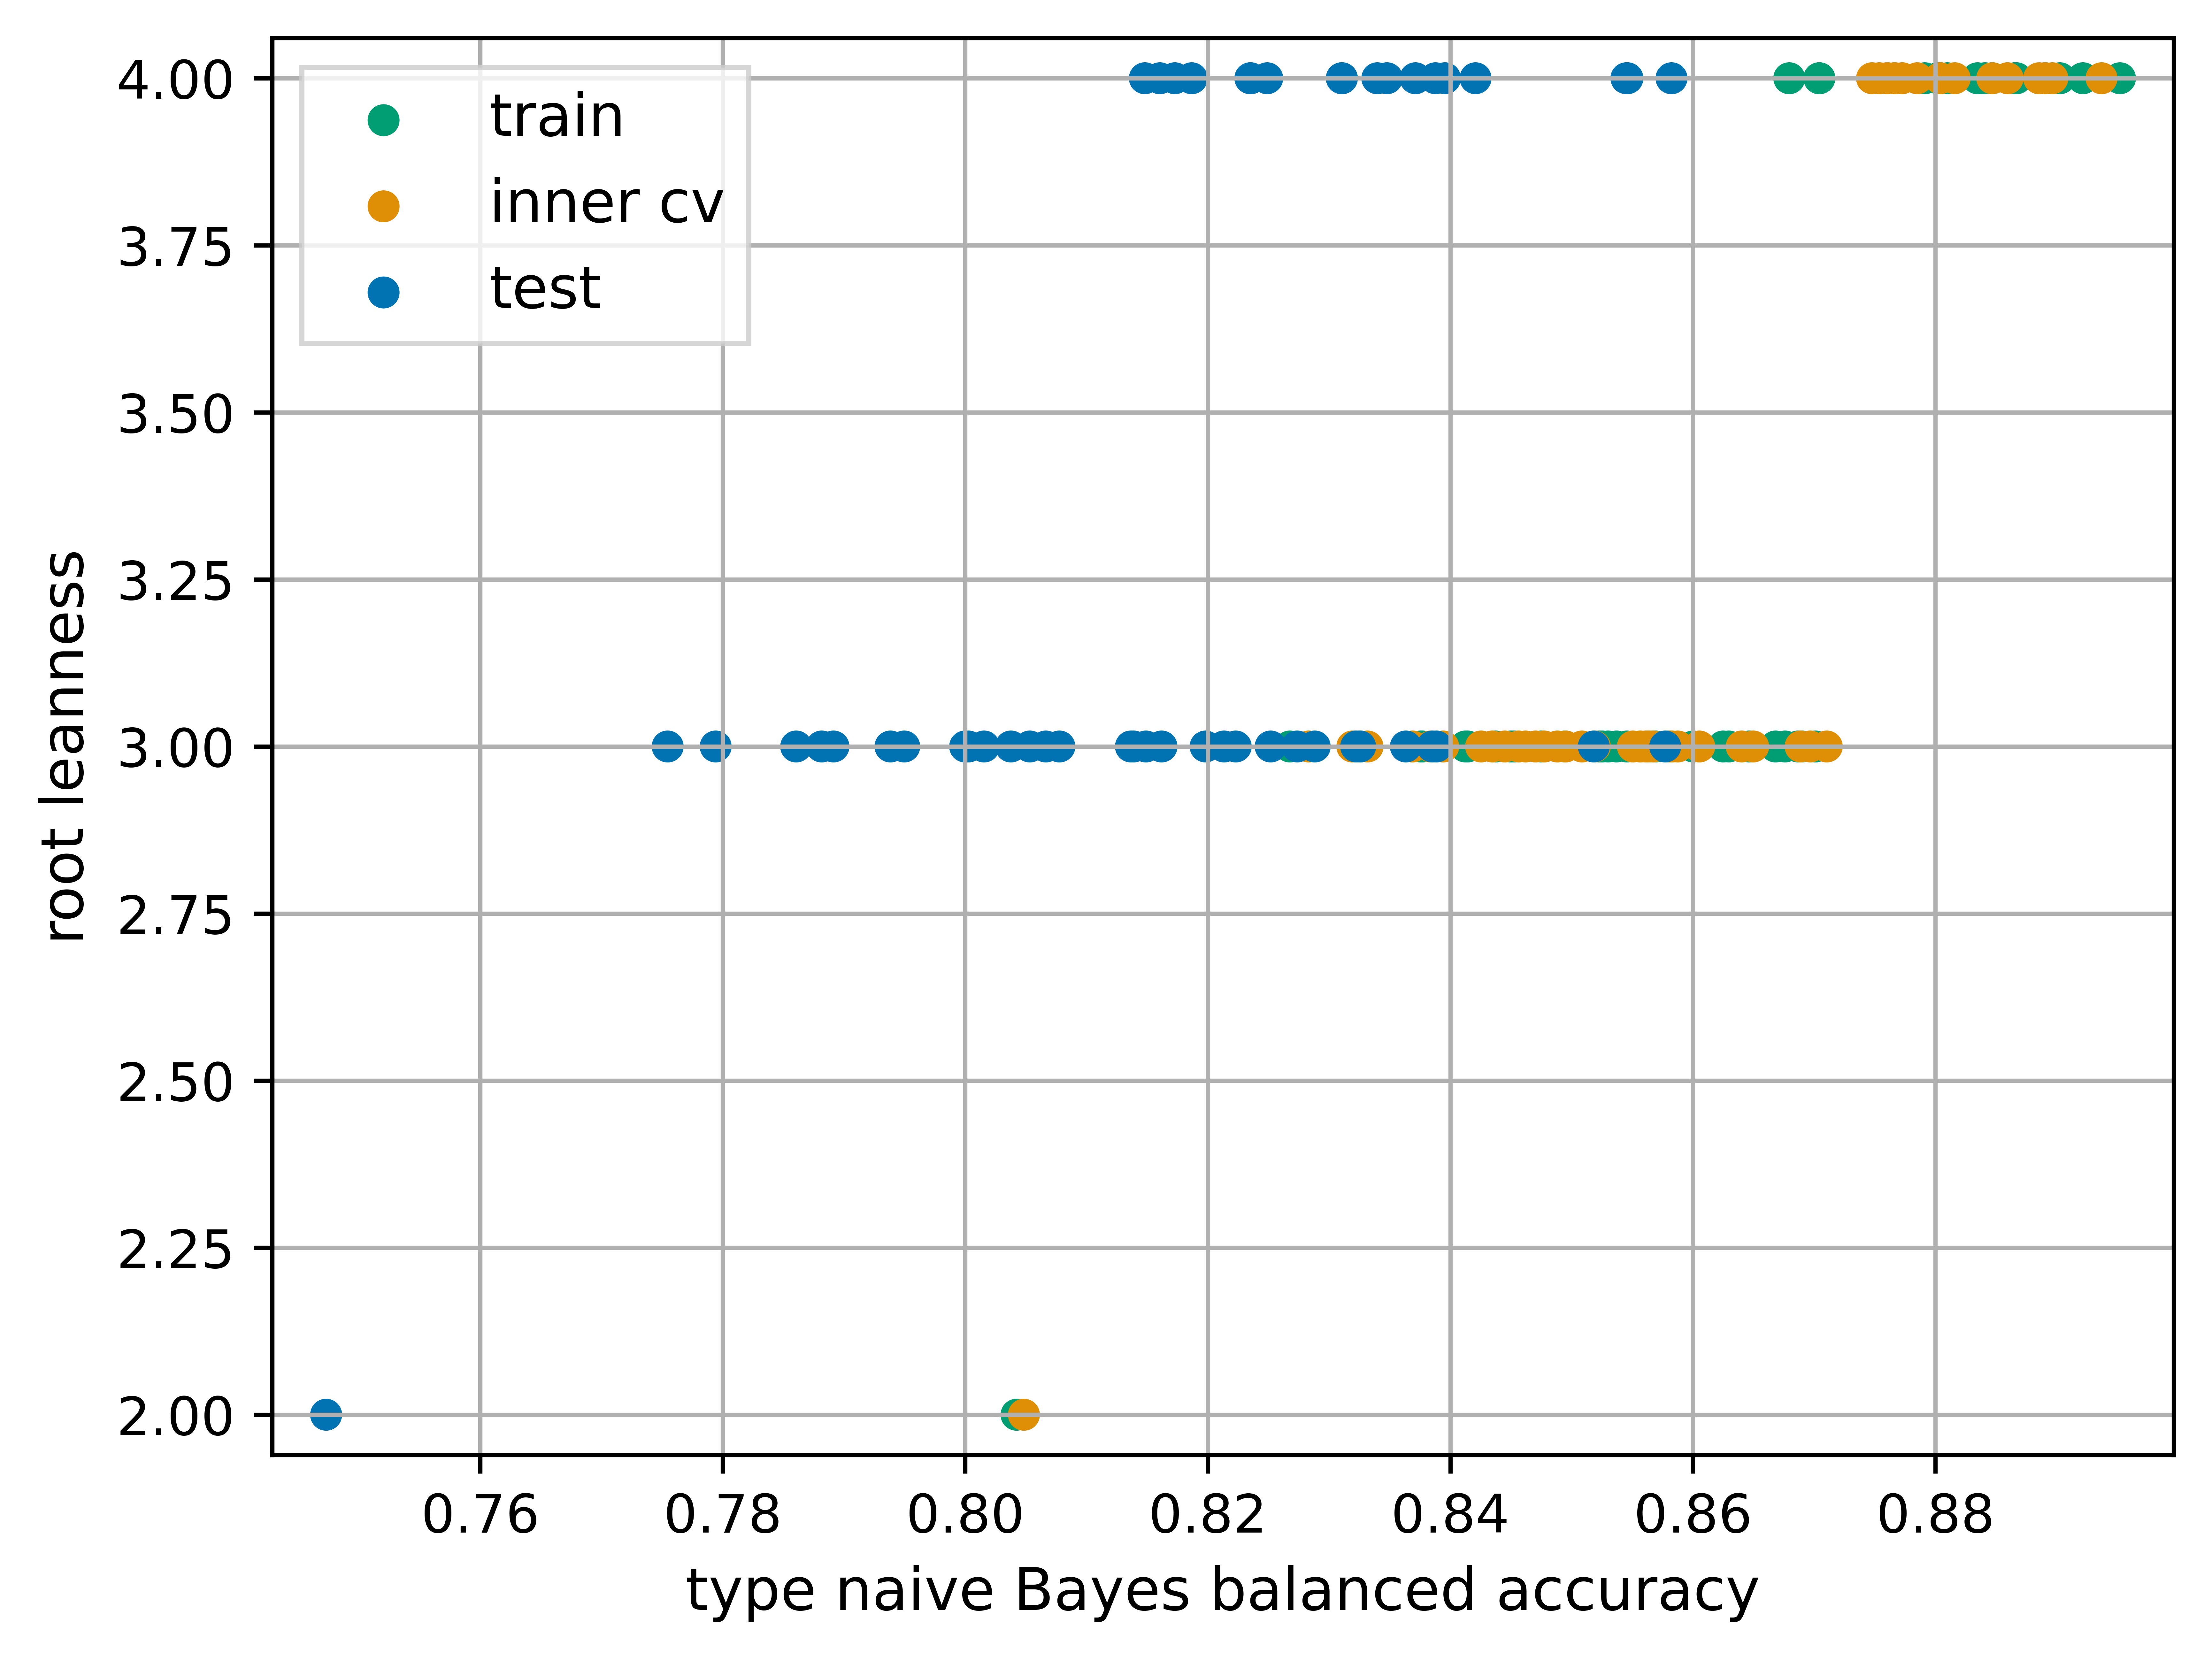 4.00
3.75
3.50
3.25
3.00
2.75
2.50
2.25
2.00
root leanness
train
inner cv
test
0.76 0.78 0.80 0.82 0.84 0.86 0.88
type naive Bayes balanced accuracy